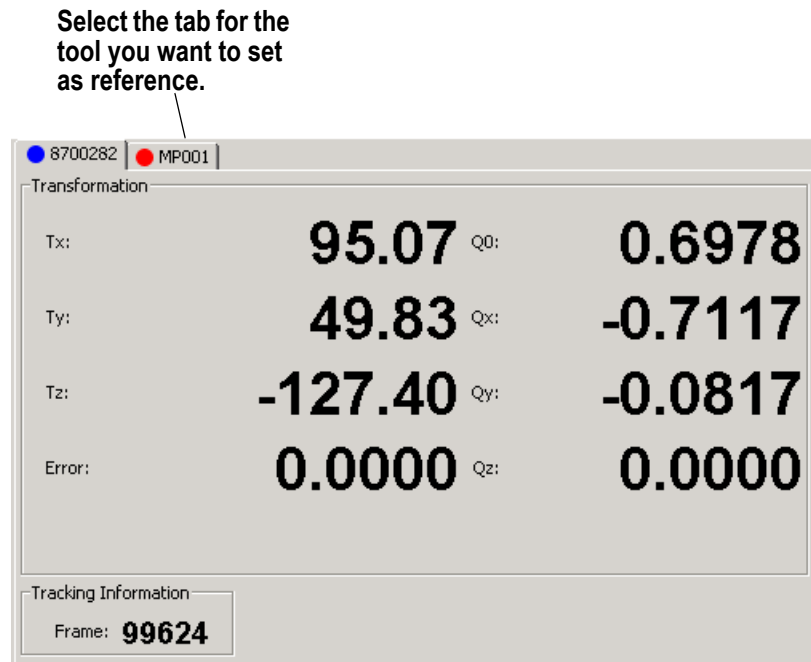 Select the tab for the
tool you want to set
as reference.
8700282 MP001
Transformation
Tx: 95.07 Q0: 0.6978
Ty: 49.83 Qx: -0.7117
Tz: -127.40 Qy: -0.0817
Error: 0.0000 Qz: 0.0000
Tracking Information
Frame: 99624